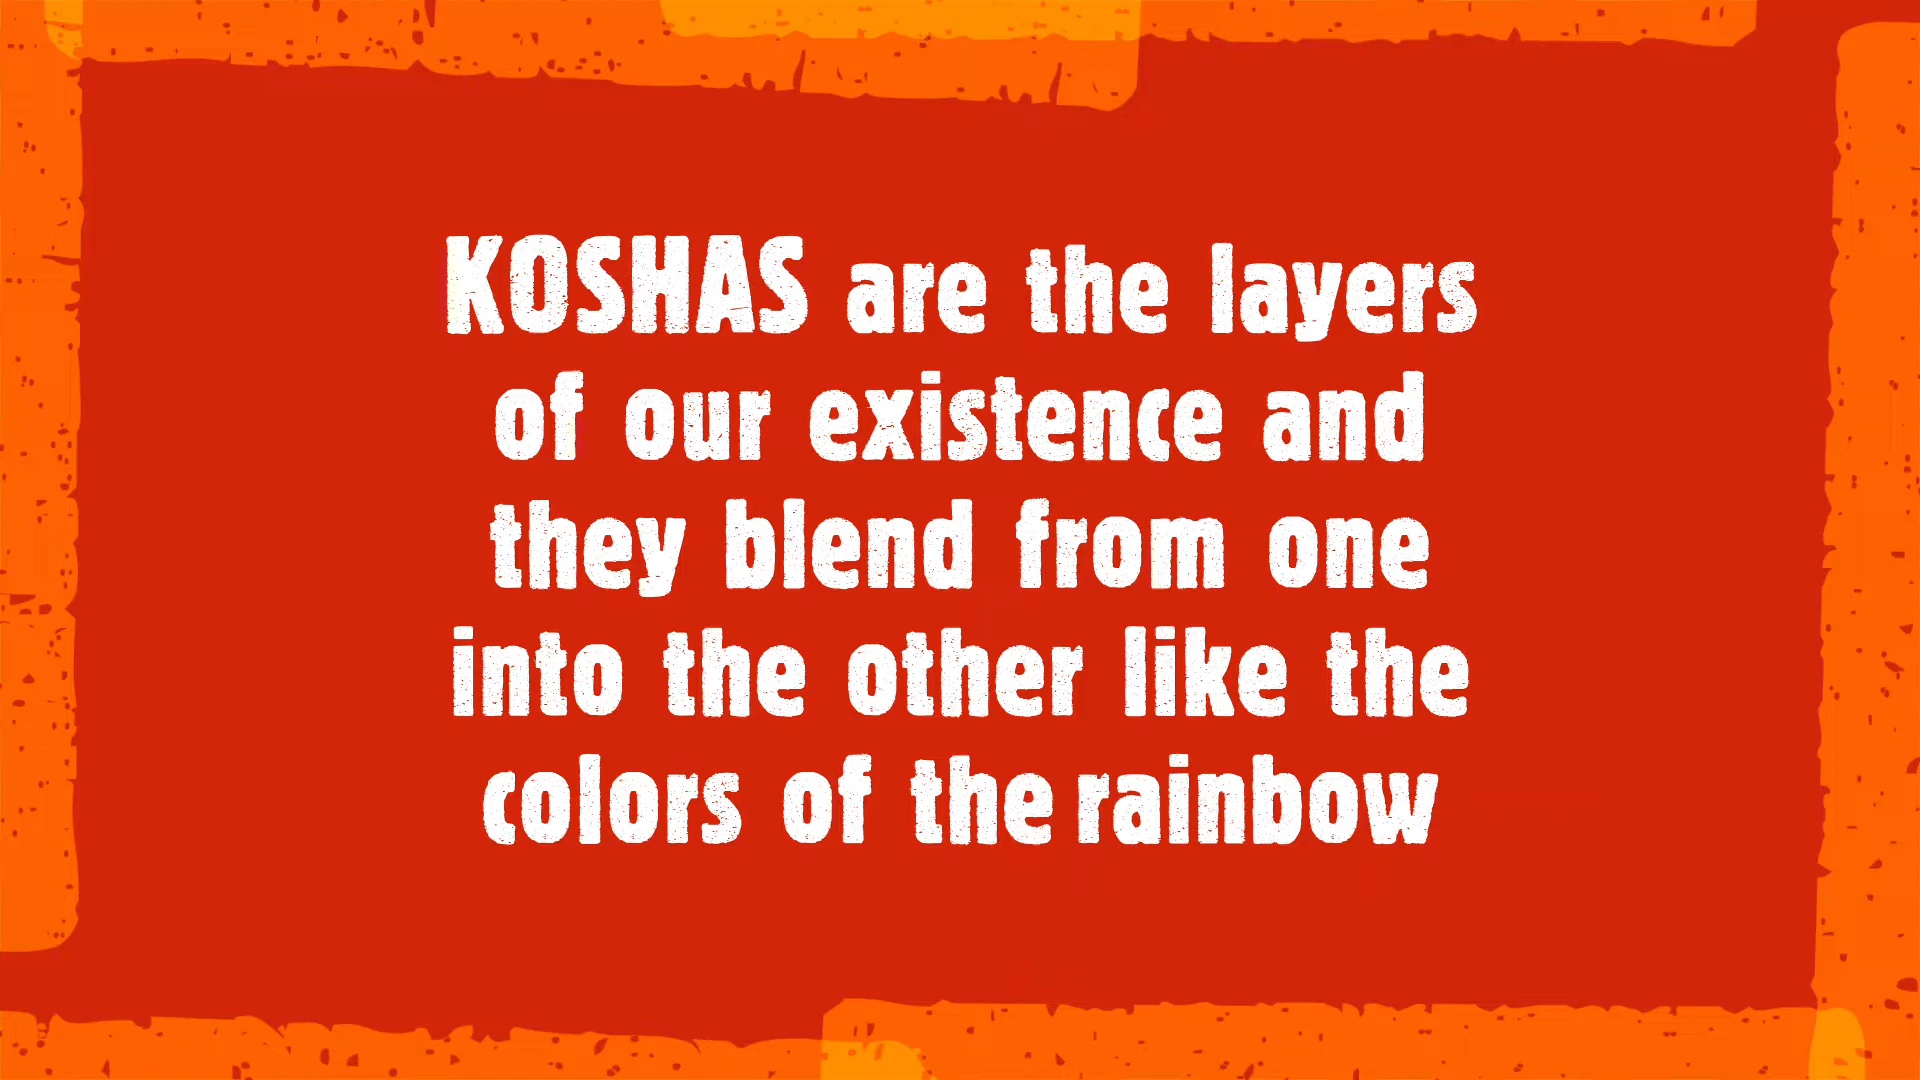 KOSHAS are the layers
of our existence and
they blend from one
into the other like the
colors of the rainbow